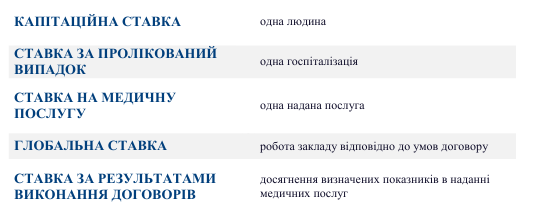 КАПІТАЦІЙНА СТАВКА одна людина
СТАВКА ЗА ПРОЛІКОВАНИЙ
ВИПАДОК
одна госпіталізація
СТАВКА НА МЕДИЧНУ
ПОСЛУГУ
одна надана послуга
ГЛОБАЛЬНА СТАВКА робота закладу відповідно до умов договору
СТАВКА ЗА РЕЗУЛЬТАТАМИ
ВИКОНАННЯ ДОГОВОРІВ
досягнення визначених показників в наданні
медичних послуг